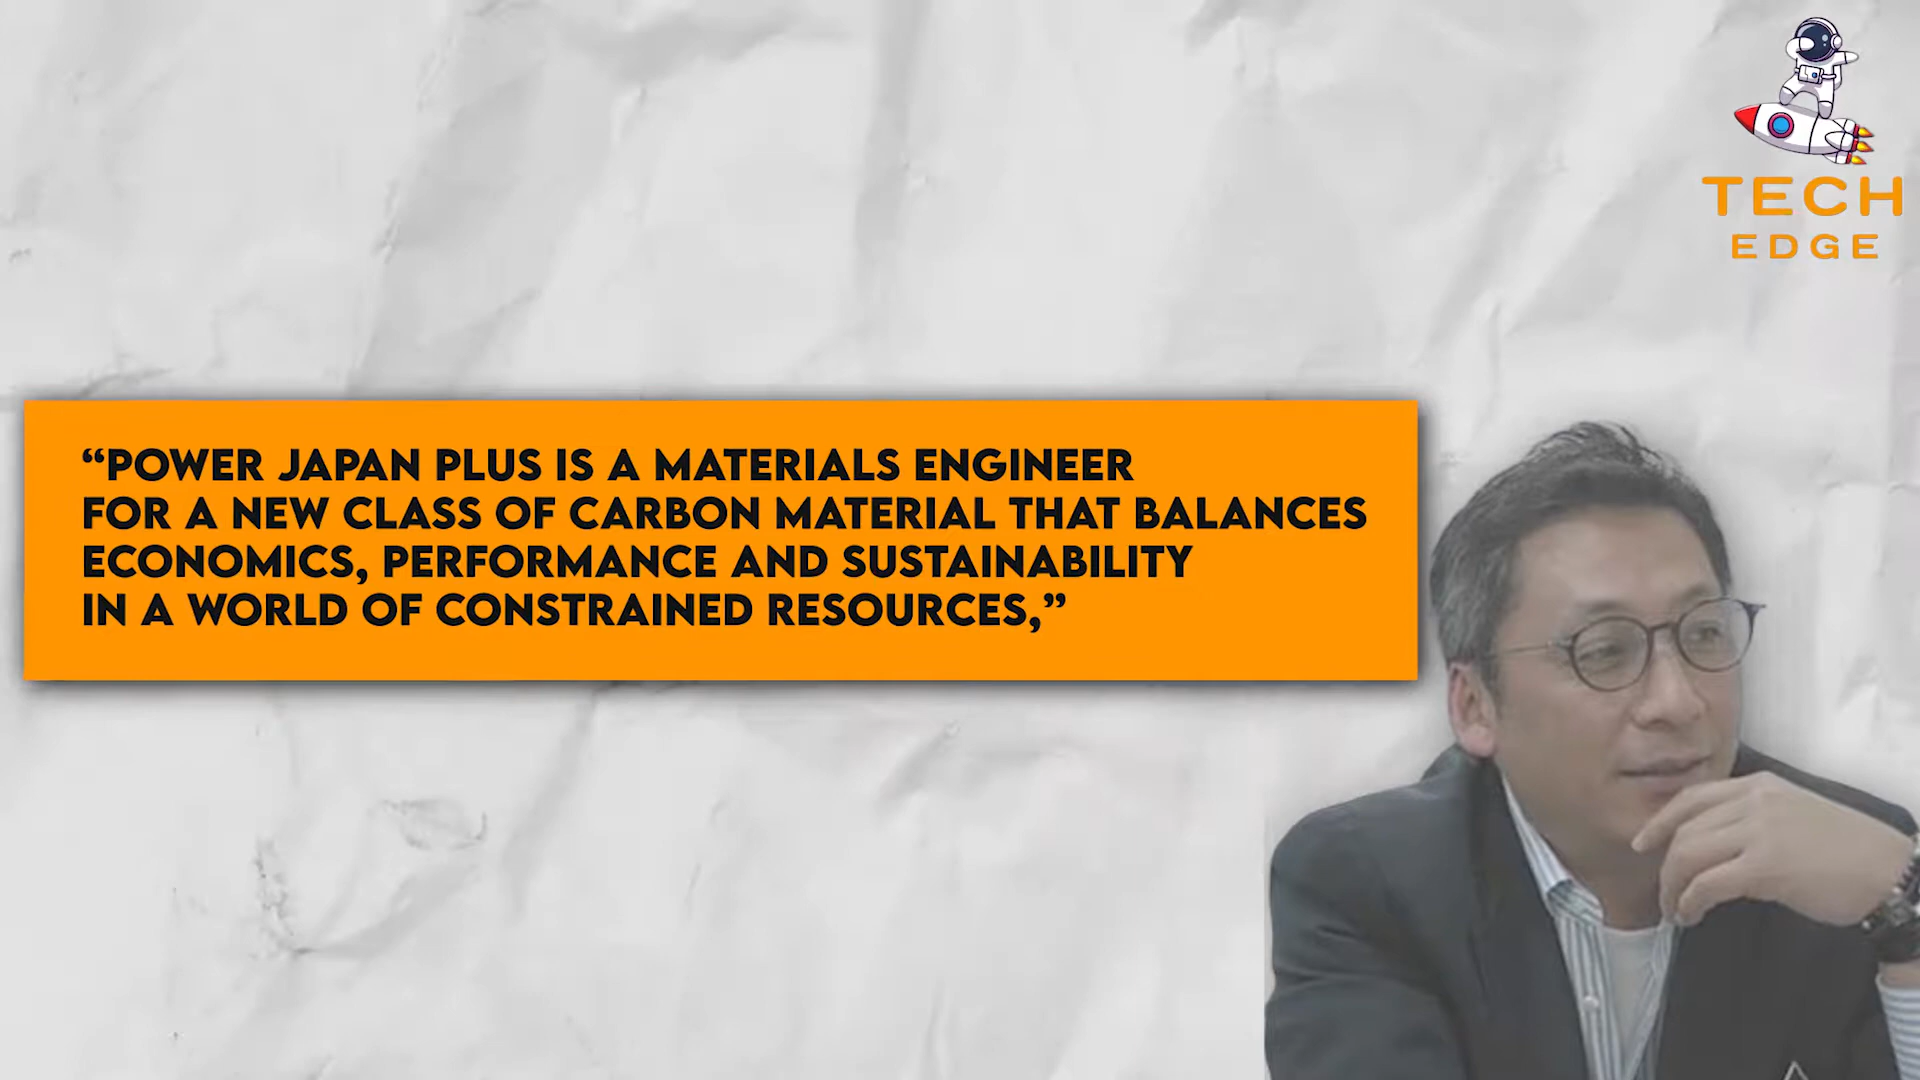 TECH
EDGE
“POWER JAPAN PLUS IS A MATERIALS ENGINEER
FOR A NEW CLASS OF CARBON MATERIAL THAT BALANCES
ECONOMICS, PERFORMANCE AND SUSTAINABILITY
IN A WORLD OF CONSTRAINED RESOURCES,”